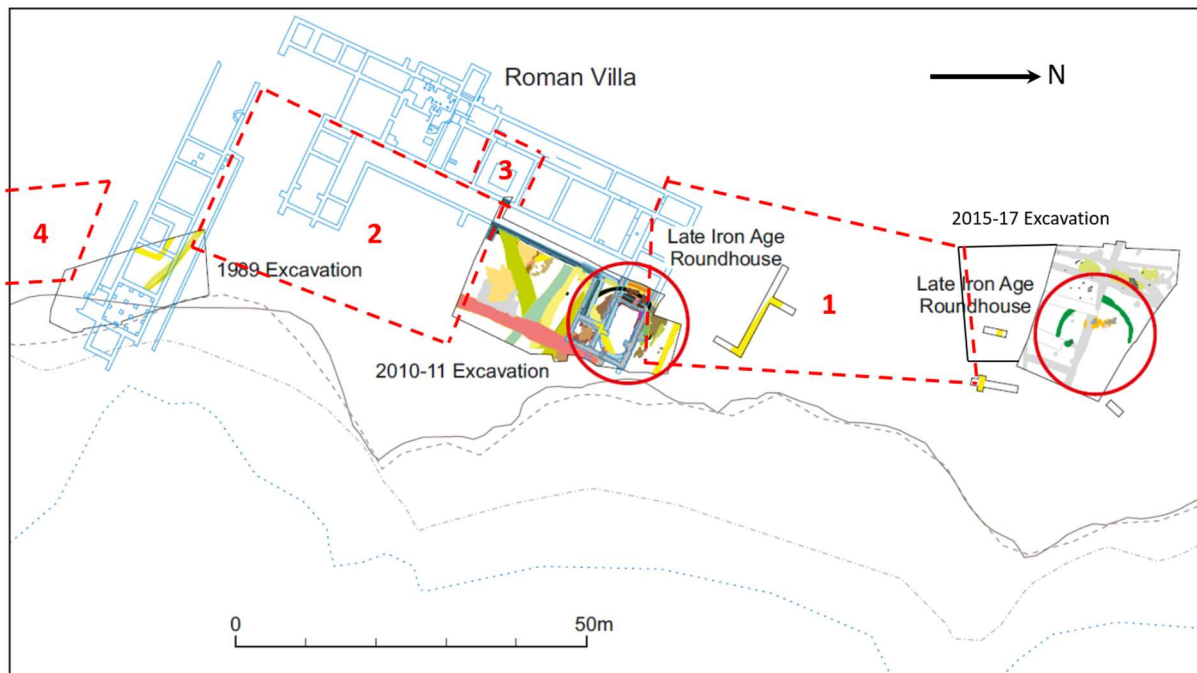 Roman Villa
N
3
4
2
2015-17 Excavation
Late Iron Age
Roundhouse
1989 Excavation
Late Iron Age
Roundhouse
1
2010-11 Excavation
0
50m